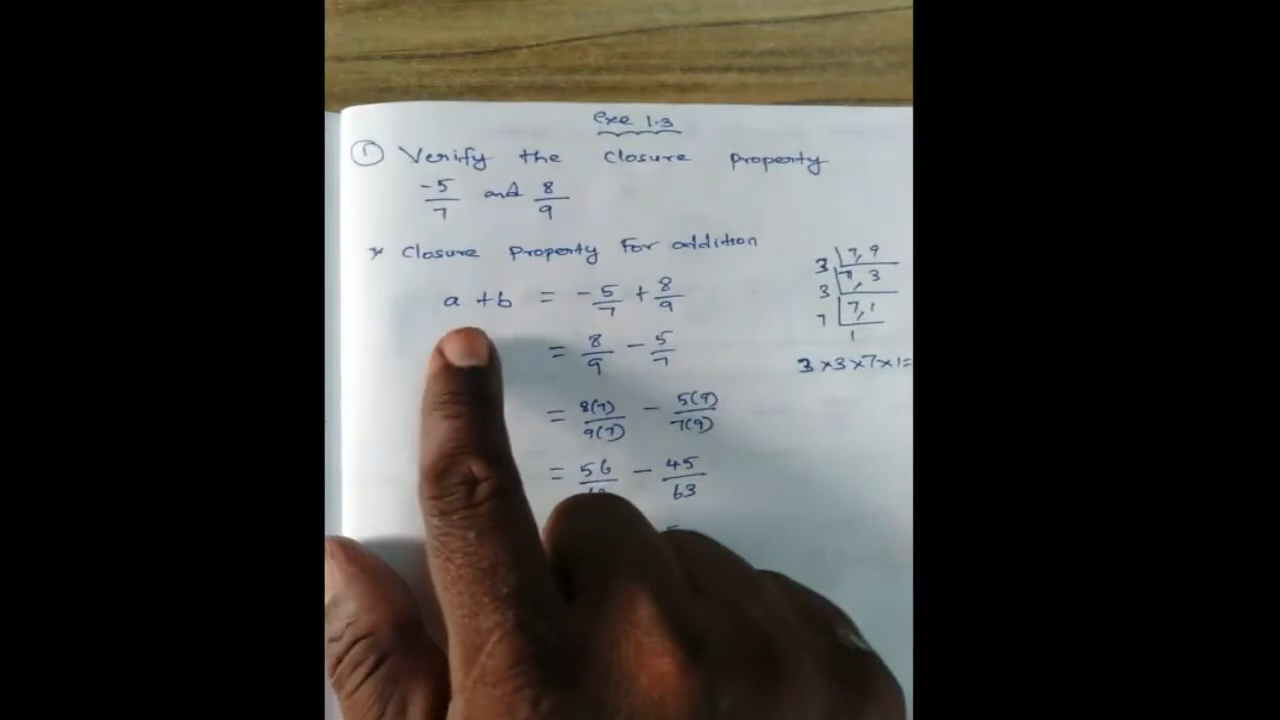 Exe 1.3
① Verify the closure property
-5/7 and 8/9
* Closure Property For addition
a + b = -5/7 + 8/9
= 8/9 - 5/7
= 8(7)/9(7) - 5(9)/7(9)
= 56/ - 45/63
3 | 7, 9
3 | 7, 3
7 | 7, 1
1
3×3×7×1=